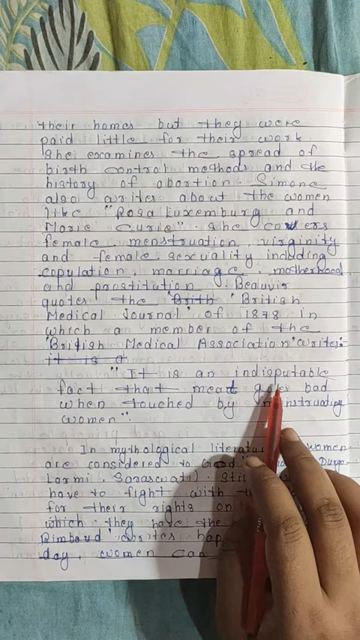 their homes but they were
paid little for their work.
She examines the spread of
birth control methods and the
history of abortion. Simone
also writes about the women
like "Rosa Luxemburg and
Marie Curie". She covers
female menstruation, virginity
and female sexuality including
copulation, marriage, motherhood
and prostitution. Beauvir
quotes the 'Brith' British
Medical Journal' of 1878 in
which a member of the
'British Medical Association' writes:-
it is a
"It is an indisputable
fact that meat goes bad
when touched by menstruating
women".
In mythological literature women
are considered to God
Laxmi, Saraswati. Still
have to fight with
for their rights on
which they have the
Rimbaud writes
day, women can